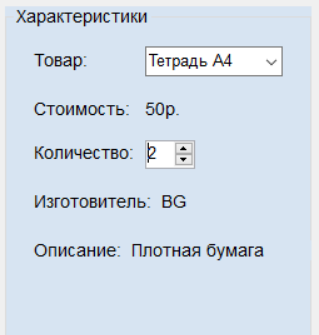 Характеристики
Товар: Тетрадь А4
Стоимость: 50р.
Количество: 2
Изготовитель: BG
Описание: Плотная бумага